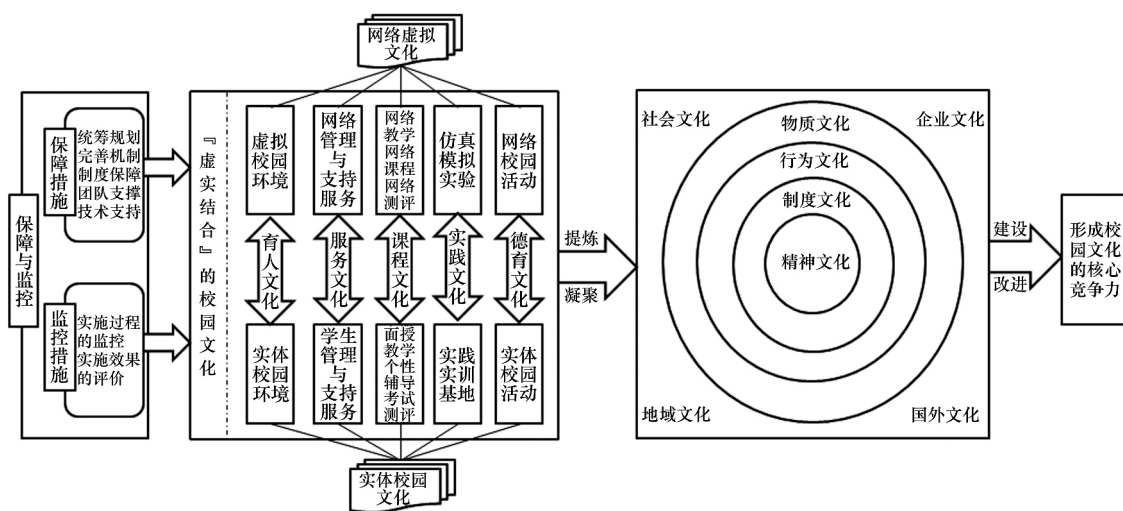 网络虚拟
文化
保障与监控
保障措施
统筹规划
完善机制
制度保障
团队支撑
技术支持
监控措施
实施过程
的监控
实施效果
的评价
『虚实结合』的校园文化
虚拟
校园
环境
网络
管理
与
支持
服务
网络
教学
网络
课程
网络
测评
仿真
模拟
实验
网络
校园
活动
育人文化
服务文化
课程文化
实践文化
德育文化
实体
校园
环境
学生
管理
与
支持
服务
面授
教学
个性
辅导
考试
测评
实践
实训
基地
实体
校园
活动
实体校园
文化
提炼
凝聚
社会文化
企业文化
物质文化
行为文化
制度文化
精神文化
地域文化
国外文化
建设
改进
形成校
园文化
的核心
竞争力